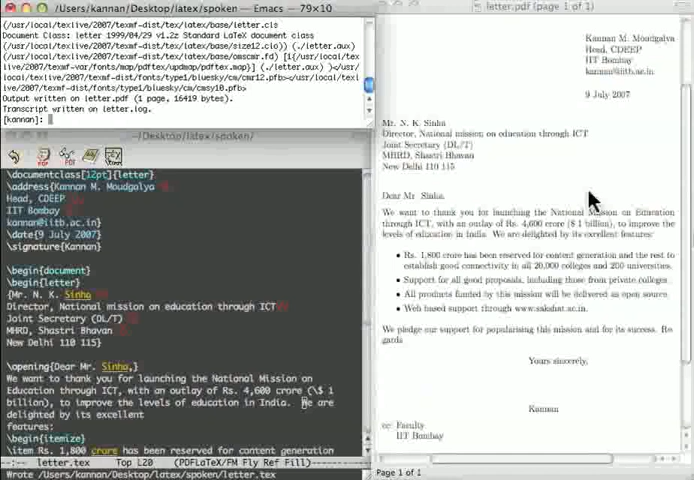 /Users/kannan/Desktop/latex/spoken — Emacs — 79×10
(/usr/local/texlive/2007/texmf-dist/tex/latex/base/letter.cls
Document Class: letter 1999/04/29 v1.2z Standard LaTeX document class
(/usr/local/texlive/2007/texmf-dist/tex/latex/base/size12.clo)) (./letter.aux)
(/usr/local/texlive/2007/texmf-dist/tex/latex/base/omscmr.fd) [1{/usr/local/tex
live/2007/texmf-var/fonts/map/pdftex/updmap/pdftex.map}] (./letter.aux) )</usr/
local/texlive/2007/texmf-dist/fonts/type1/bluesky/cm/cmr12.pfb></usr/local/texl
ive/2007/texmf-dist/fonts/type1/bluesky/cm/cmsy10.pfb>
Output written on letter.pdf (1 page, 16419 bytes).
Transcript written on letter.log.
[kannan]:
~/Desktop/latex/spoken/
\documentclass[12pt]{letter}
\address{Kannan M. Moudgalya \\
Head, CDEEP \\
IIT Bombay \\
kannan@iitb.ac.in}
\date{9 July 2007}
\signature{Kannan}
\begin{document}
\begin{letter}
{Mr. N. K. Sinha \\
Director, National mission on education through ICT \\
Joint Secretary (DL/T) \\
MHRD, Shastri Bhavan \\
New Delhi 110 115}
\opening{Dear Mr. Sinha,}
We want to thank you for launching the National Mission on
Education through ICT, with an outlay of Rs. 4,600 crore (\$ 1
billion), to improve the levels of education in India. We are
delighted by its excellent
features:
\begin{itemize}
\item Rs. 1,800 crore has been reserved for content generation
--:-- letter.tex Top L20 (PDFLaTeX/FM Fly Ref Fill)
Wrote /Users/kannan/Desktop/latex/spoken/letter.tex
letter.pdf (page 1 of 1)
Kannan M. Moudgalya
Head, CDEEP
IIT Bombay
kannan@iitb.ac.in
9 July 2007
Mr. N. K. Sinha
Director, National mission on education through ICT
Joint Secretary (DL/T)
MHRD, Shastri Bhavan
New Delhi 110 115
Dear Mr. Sinha,
We want to thank you for launching the National Mission on Education
through ICT, with an outlay of Rs. 4,600 crore ($ 1 billion), to improve the
levels of education in India. We are delighted by its excellent features:
• Rs. 1,800 crore has been reserved for content generation and the rest to
establish good connectivity in all 20,000 colleges and 200 universities.
• Support for all good proposals, including those from private colleges.
• All products funded by this mission will be delivered as open source.
• Web based support through www.sakshat.ac.in.
We pledge our support for popularising this mission and for its success. Re
gards
Yours sincerely,
Kannan
cc: Faculty
IIT Bombay
Page 1 of 1